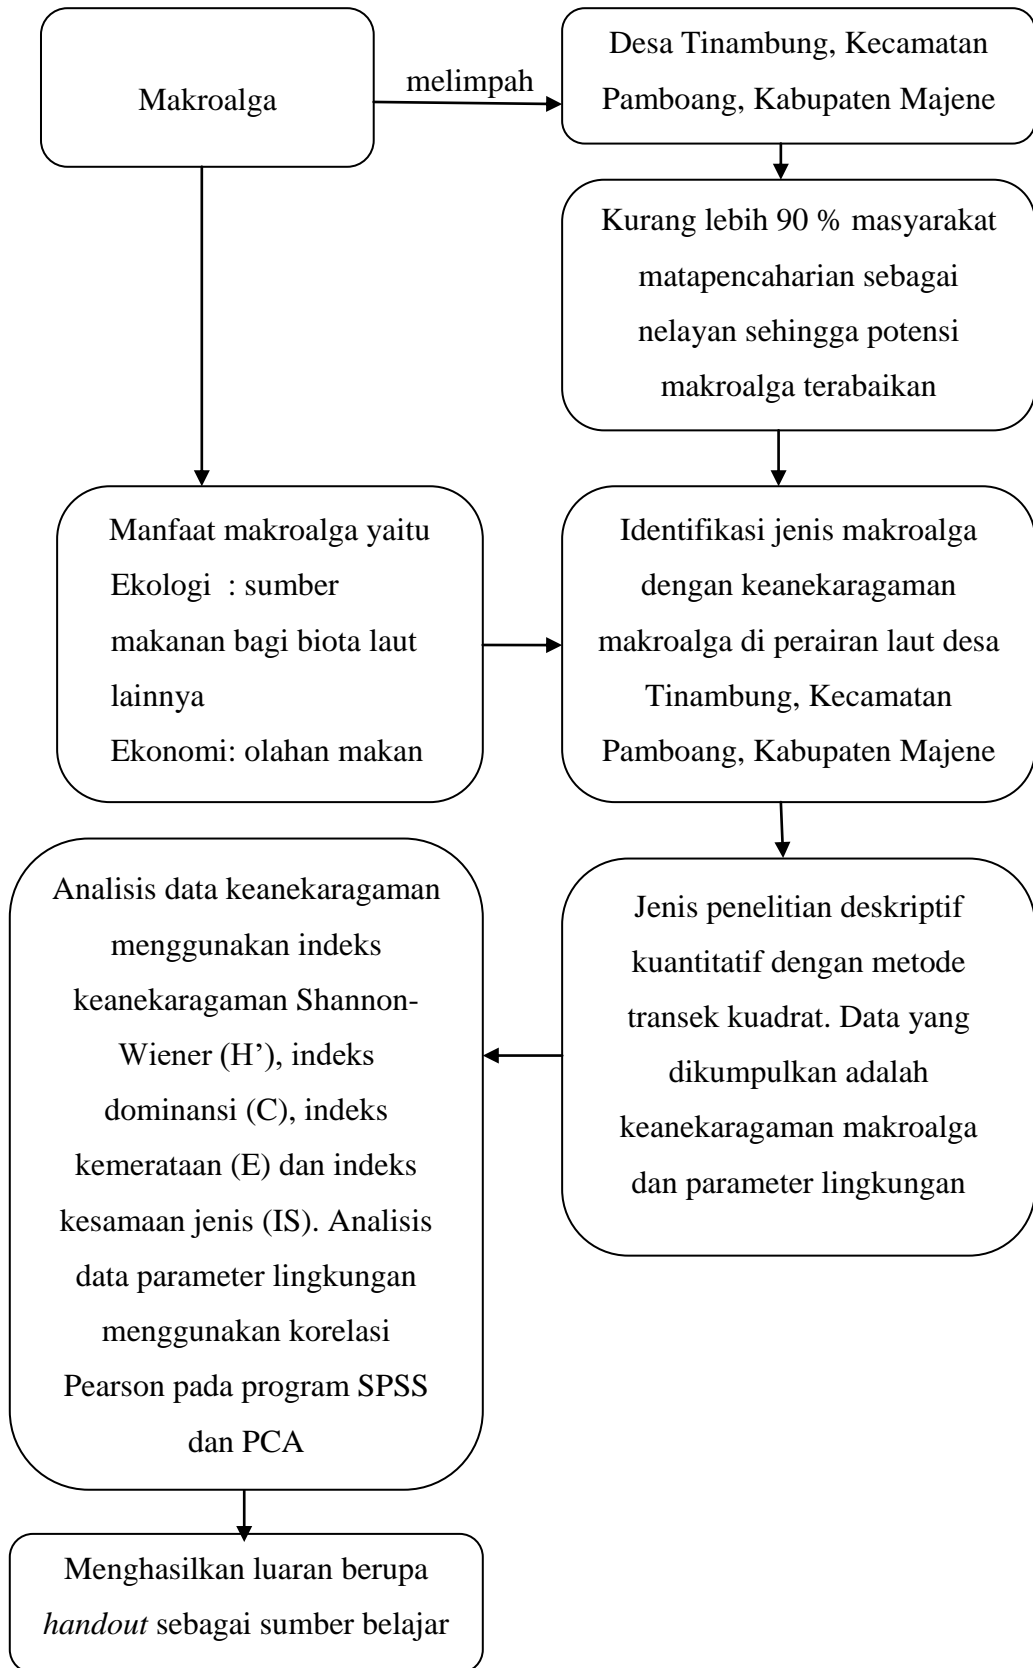 Makroalga
melimpah
Desa Tinambung, Kecamatan
Pamboang, Kabupaten Majene
Kurang lebih 90 % masyarakat
matapencaharian sebagai
nelayan sehingga potensi
makroalga terabaikan
Manfaat makroalga yaitu
Ekologi : sumber
makanan bagi biota laut
lainnya
Ekonomi: olahan makan
Identifikasi jenis makroalga
dengan keanekaragaman
makroalga di perairan laut desa
Tinambung, Kecamatan
Pamboang, Kabupaten Majene
Jenis penelitian deskriptif
kuantitatif dengan metode
transek kuadrat. Data yang
dikumpulkan adalah
keanekaragaman makroalga
dan parameter lingkungan
Analisis data keanekaragaman
menggunakan indeks
keanekaragaman Shannon-
Wiener (H’), indeks
dominansi (C), indeks
kemerataan (E) dan indeks
kesamaan jenis (IS). Analisis
data parameter lingkungan
menggunakan korelasi
Pearson pada program SPSS
dan PCA
Menghasilkan luaran berupa
handout sebagai sumber belajar